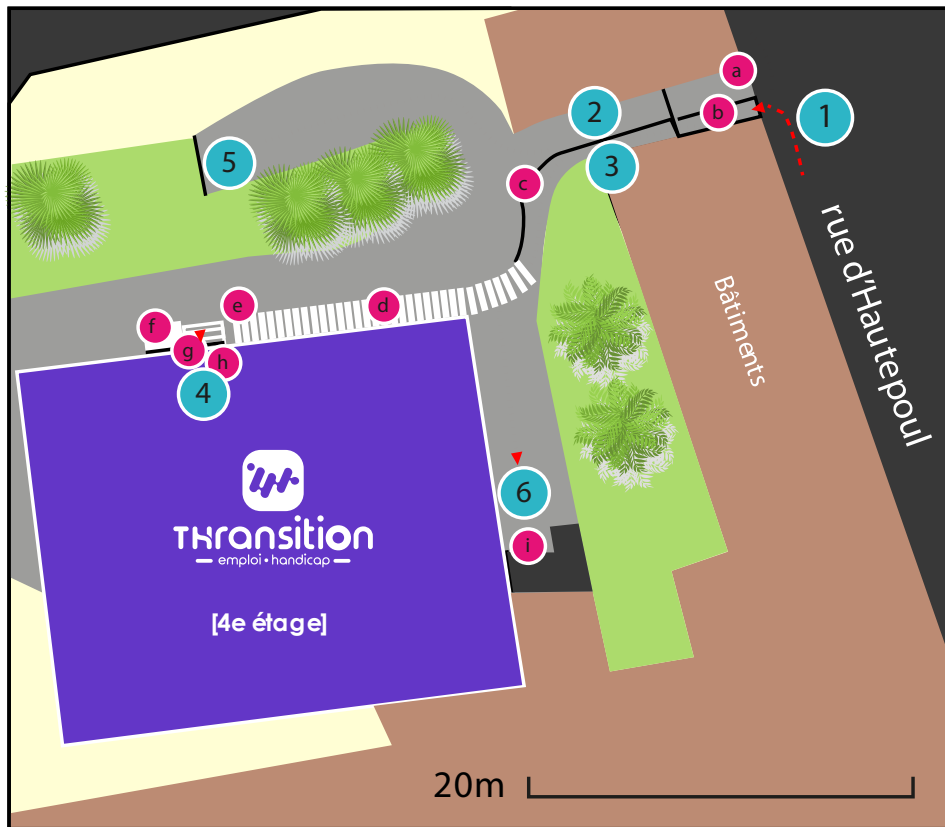 a
b
1
2
3
5
c
rue d'Hautepoul
Bâtiments
d
e
f
g
h
4
6
i
THransition
emploi • handicap
[4e étage]
20m